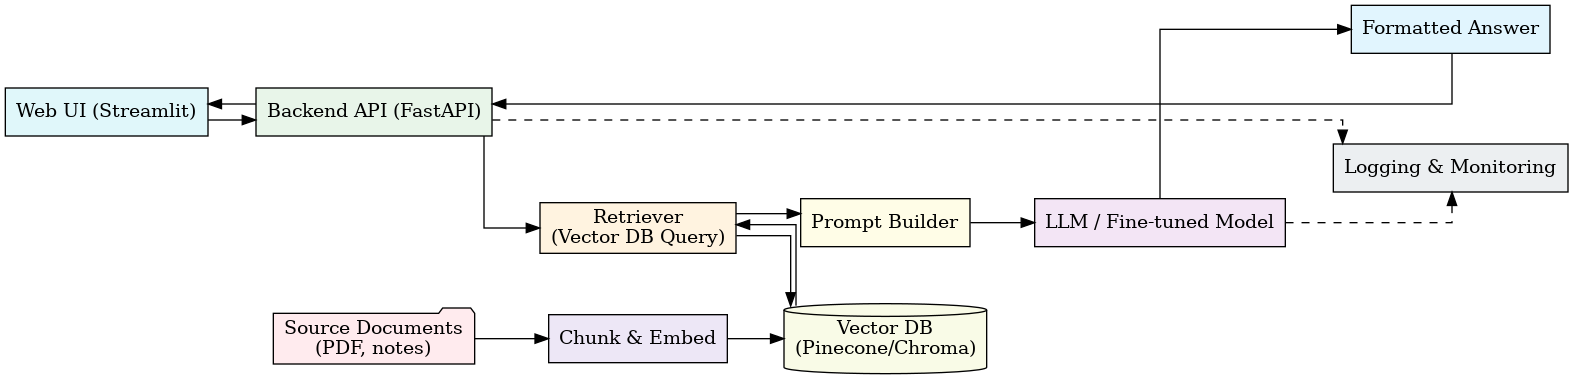 Formatted Answer
Web UI (Streamlit)
Backend API (FastAPI)
Logging & Monitoring
Retriever
(Vector DB Query)
Prompt Builder
LLM / Fine-tuned Model
Source Documents
(PDF, notes)
Chunk & Embed
Vector DB
(Pinecone/Chroma)